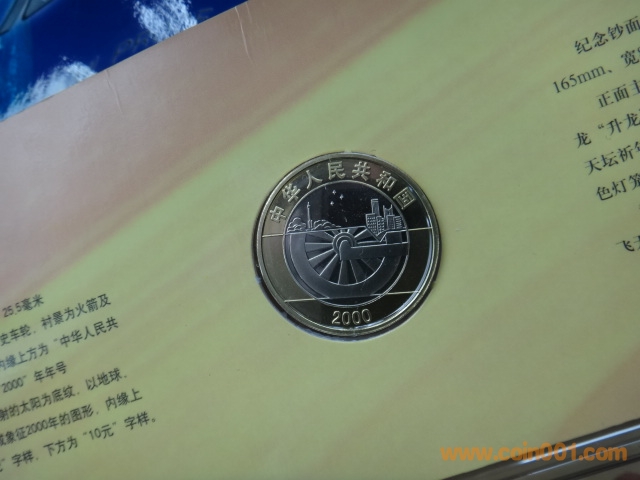 中华人民共和国
2000
25.5毫米
史车轮，衬景为火箭及
内缘上方为“中华人民共
2000”年年号
射的太阳为底纹，以地球、
象征2000年的图形，内缘上
”字样，下方为“10元”字样。
纪念钞面
165mm、宽
正面主
龙“升龙
天坛祈年
色灯笼
飞
www.coin001.com